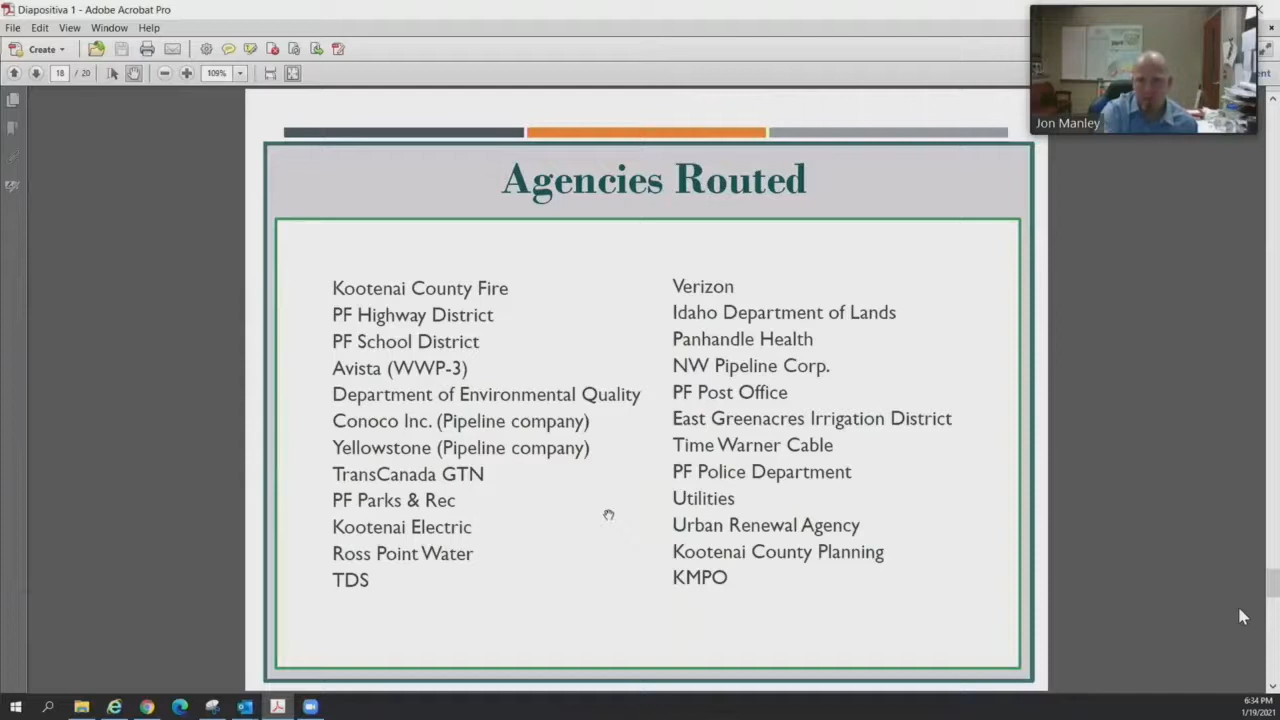 Diapositiva 1 - Adobe Acrobat Pro
File Edit View Window Help
Create
18 / 20
109%
Jon Manley
Agencies Routed
Kootenai County Fire
PF Highway District
PF School District
Avista (WWP-3)
Department of Environmental Quality
Conoco Inc. (Pipeline company)
Yellowstone (Pipeline company)
TransCanada GTN
PF Parks & Rec
Kootenai Electric
Ross Point Water
TDS
Verizon
Idaho Department of Lands
Panhandle Health
NW Pipeline Corp.
PF Post Office
East Greenacres Irrigation District
Time Warner Cable
PF Police Department
Utilities
Urban Renewal Agency
Kootenai County Planning
KMPO
6:34 PM
1/19/2021